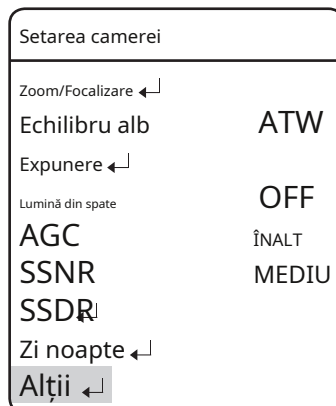 Setarea camerei
Zoom/Focalizare ↵
Echilibru alb ATW
Expunere ↵
Lumină din spate OFF
AGC ÎNALT
SSNR MEDIU
SSDR ↵
Zi noapte ↵
Alții ↵